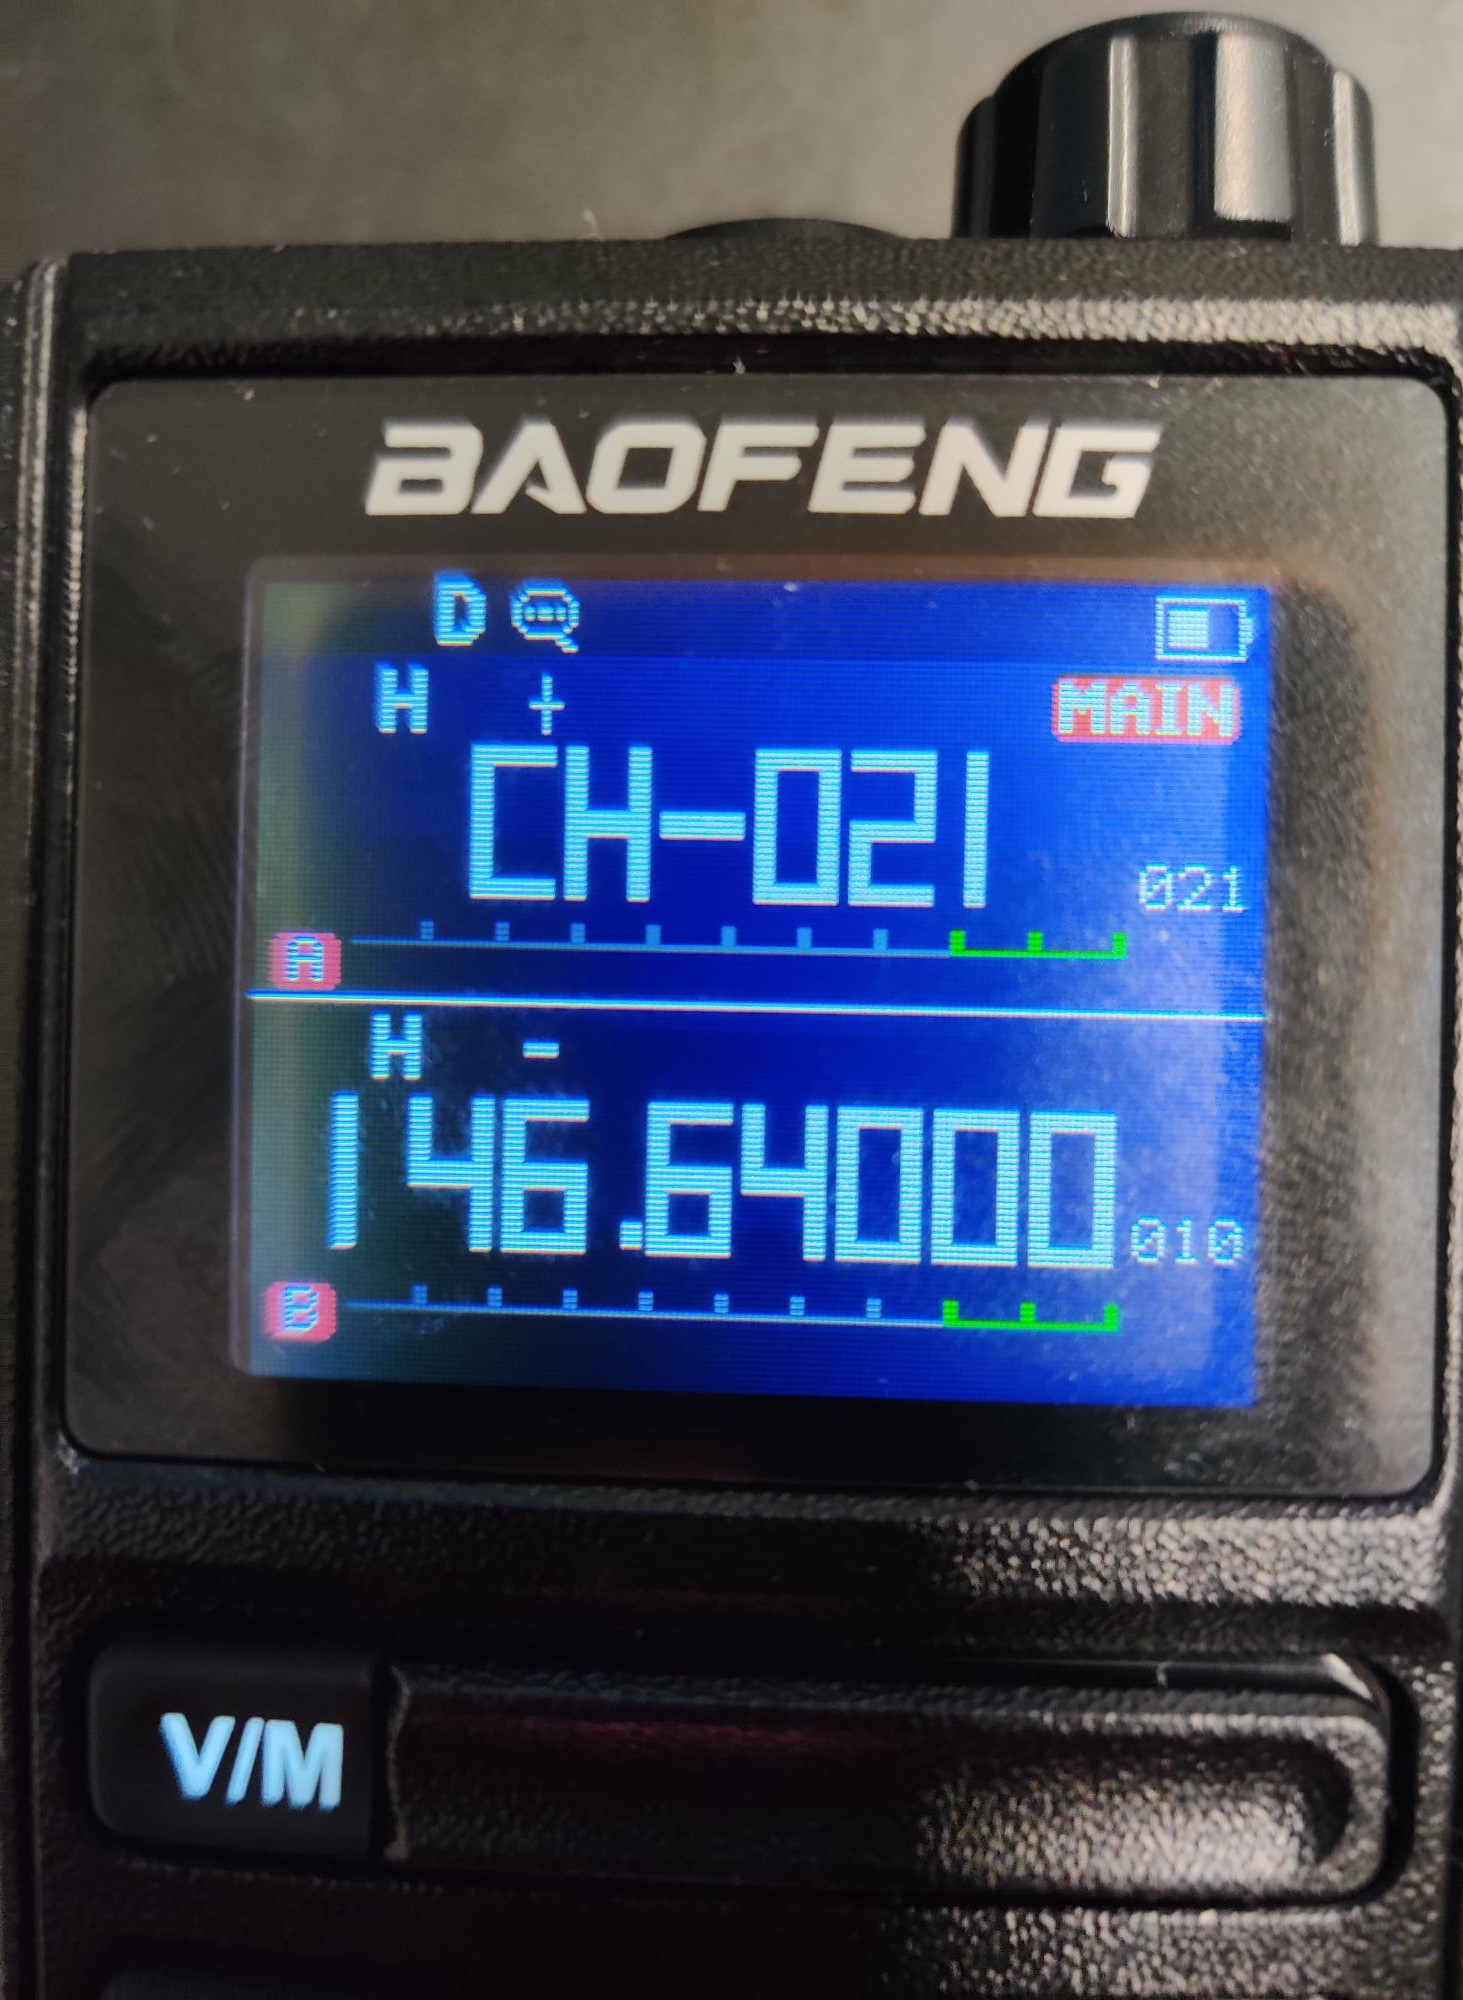 BAOFENG
D
H + MAIN
CH-021 021
A
H -
146.64000 010
B
V/M